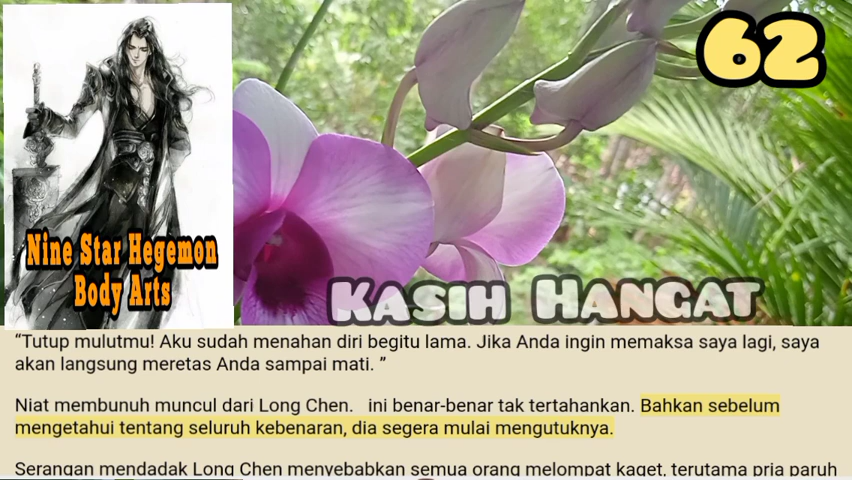 62
Nine Star Hegemon
Body Arts
Kasih Hangat
“Tutup mulutmu! Aku sudah menahan diri begitu lama. Jika Anda ingin memaksa saya lagi, saya
akan langsung meretas Anda sampai mati. ”
Niat membunuh muncul dari Long Chen.   ini benar-benar tak tertahankan. Bahkan sebelum
mengetahui tentang seluruh kebenaran, dia segera mulai mengutuknya.
Serangan mendadak Long Chen menyebabkan semua orang melompat kaget, terutama pria paruh